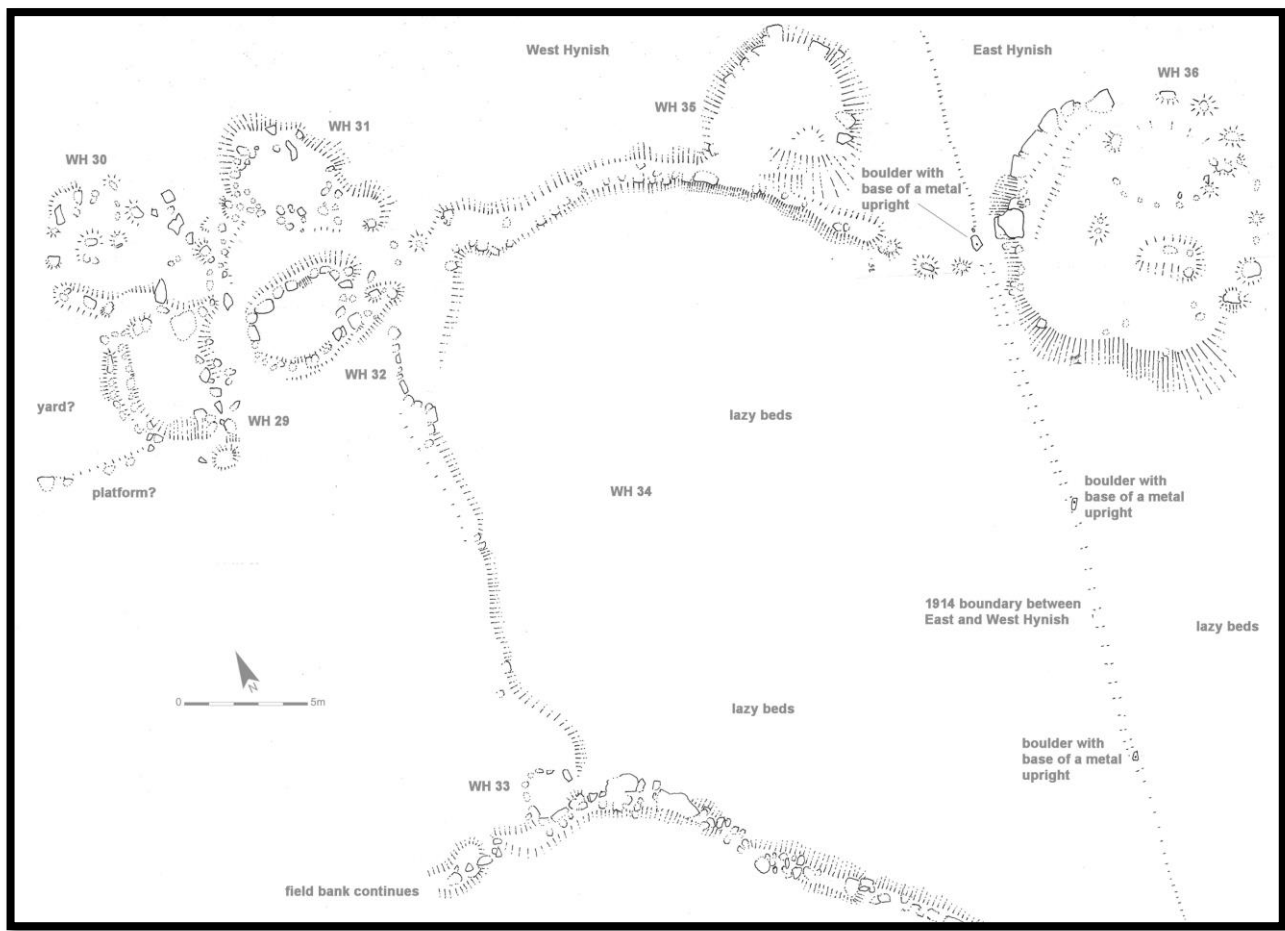 West Hynish
East Hynish
WH 36
WH 35
WH 31
WH 30
boulder with
base of a metal
upright
WH 32
yard?
WH 29
lazy beds
platform?
WH 34
boulder with
base of a metal
upright
1914 boundary between
East and West Hynish
lazy beds
N
0
5m
lazy beds
boulder with
base of a metal
upright
WH 33
field bank continues